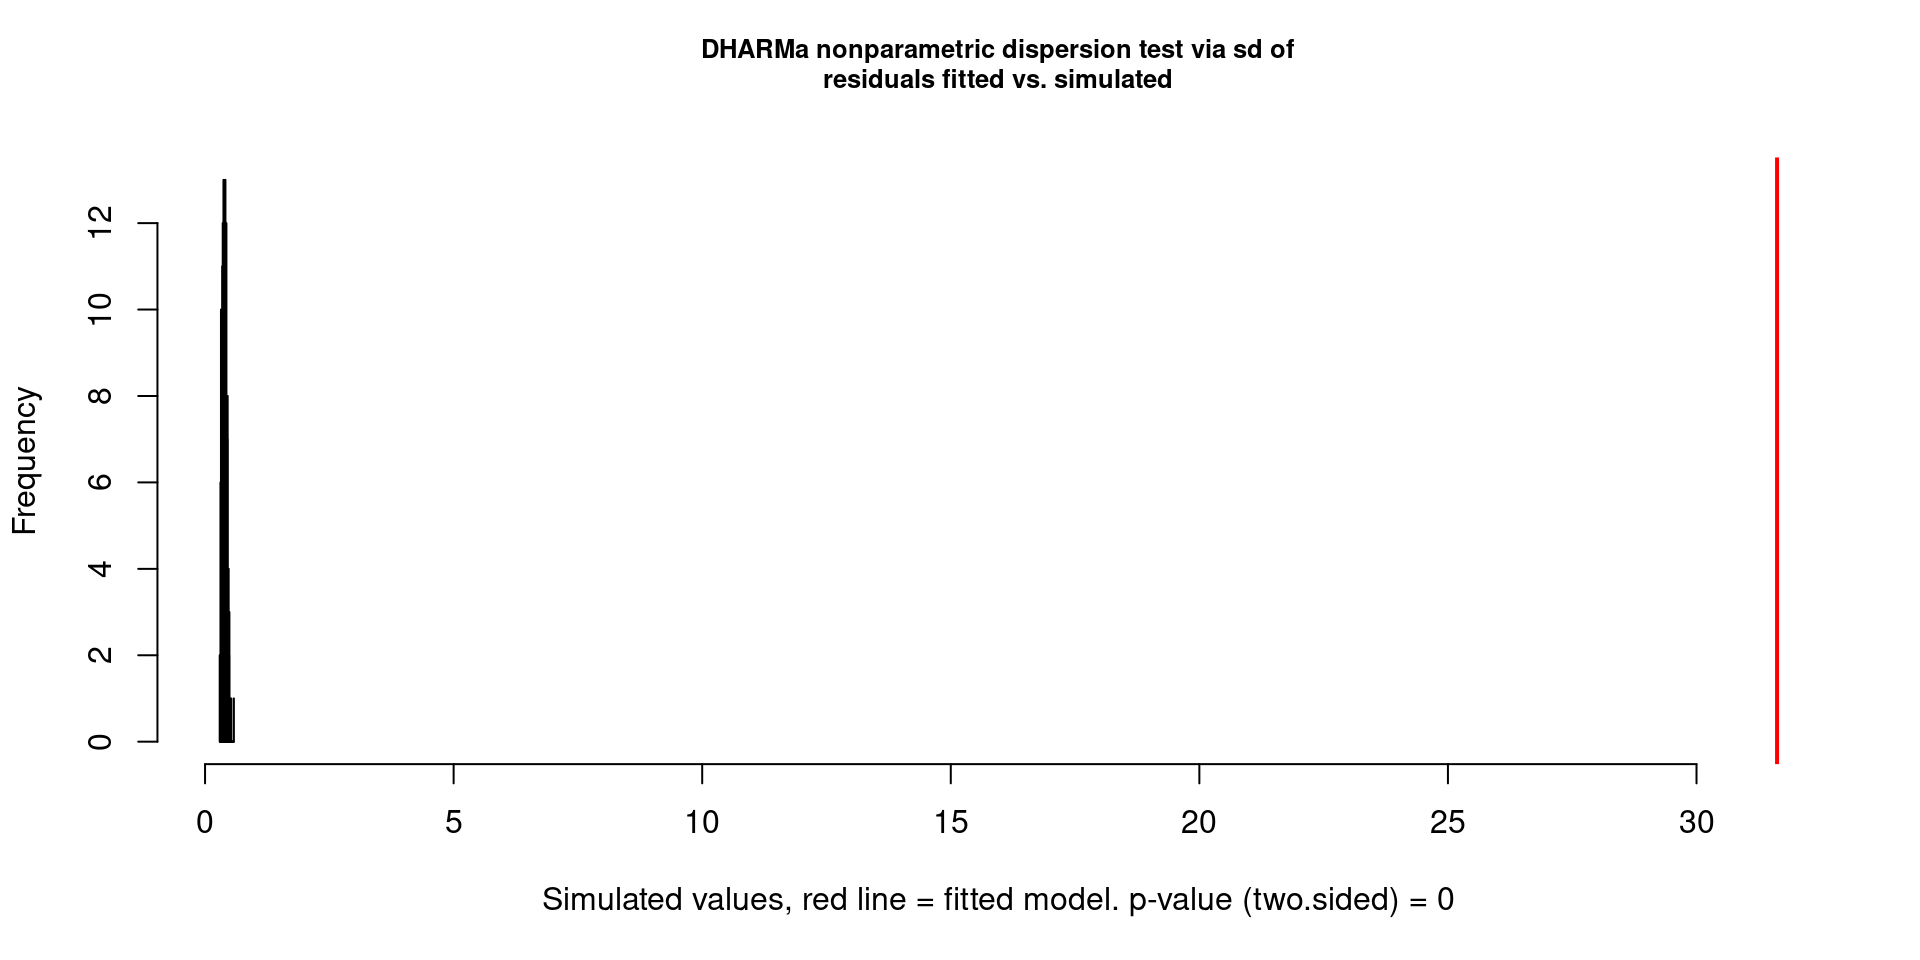 DHARMa nonparametric dispersion test via sd of
residuals fitted vs. simulated
Frequency
12
10
8
6
4
2
0
0 5 10 15 20 25 30
Simulated values, red line = fitted model. p-value (two.sided) = 0